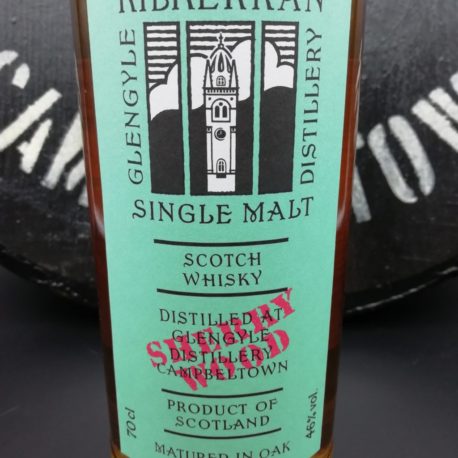 KILKERRAN
GLENGYLE
DISTILLERY
SINGLE MALT
SCOTCH
WHISKY
DISTILLED AT
GLENGYLE
DISTILLERY
CAMPBELTOWN
SHERRY
WOOD
PRODUCT OF
SCOTLAND
70cl
46% vol.
MATURED IN OAK